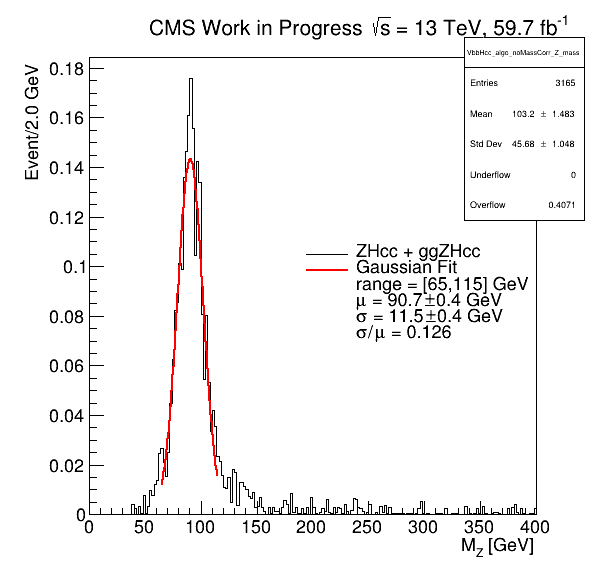 CMS Work in Progress √s = 13 TeV, 59.7 fb⁻¹
VbbHcc_algo_noMassCorr_Z_mass
Entries 3165
Mean 103.2 ± 1.483
Std Dev 45.68 ± 1.048
Underflow 0
Overflow 0.4071
Event/2.0 GeV
0.18
0.16
0.14
0.12
0.1
0.08
0.06
0.04
0.02
0
ZHcc + ggZHcc
Gaussian Fit
range = [65,115] GeV
μ = 90.7±0.4 GeV
σ = 11.5±0.4 GeV
σ/μ = 0.126
0 50 100 150 200 250 300 350 400
M_Z [GeV]